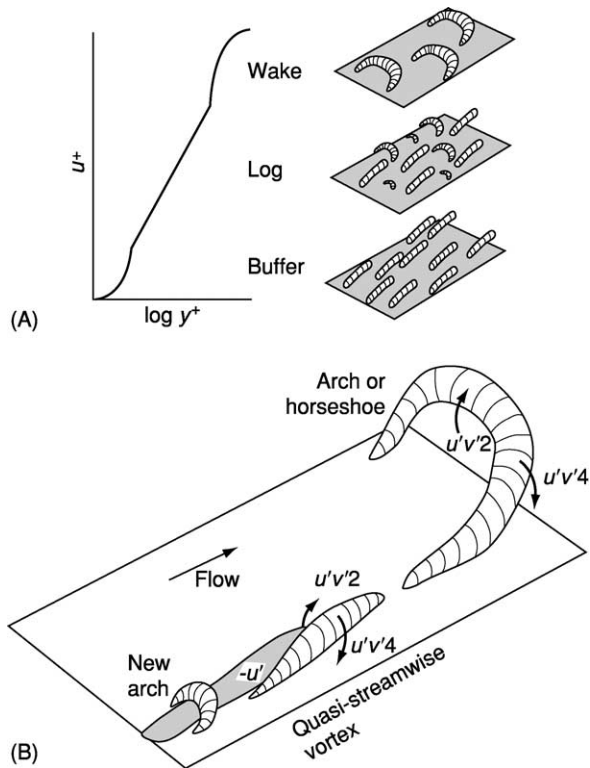 Wake
Log
Buffer
u+
log y+
(A)
Arch or
horseshoe
u'v'2
u'v'4
Flow
u'v'2
u'v'4
New
arch
-u'
Quasi-streamwise
vortex
(B)